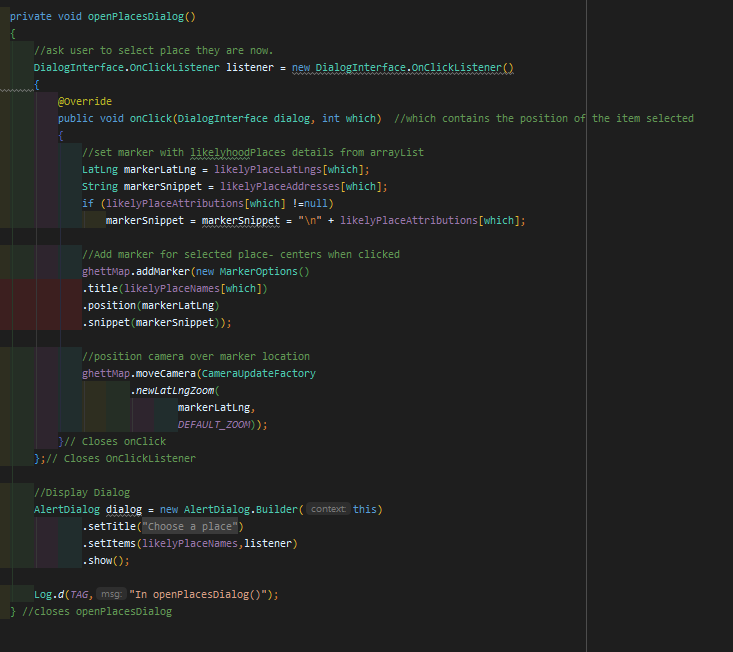 private void openPlacesDialog()
{
//ask user to select place they are now.
DialogInterface.OnClickListener listener = new DialogInterface.OnClickListener()
{
@Override
public void onClick(DialogInterface dialog, int which)  //which contains the position of the item selected
{
//set marker with likelyhoodPlaces details from arrayList
LatLng markerLatLng = likelyPlaceLatLngs[which];
String markerSnippet = likelyPlaceAddresses[which];
if (likelyPlaceAttributions[which] !=null)
markerSnippet = markerSnippet = "\n" + likelyPlaceAttributions[which];
//Add marker for selected place- centers when clicked
ghettMap.addMarker(new MarkerOptions()
.title(likelyPlaceNames[which])
.position(markerLatLng)
.snippet(markerSnippet));
//position camera over marker location
ghettMap.moveCamera(CameraUpdateFactory
.newLatLngZoom(
markerLatLng,
DEFAULT_ZOOM));
}// Closes onClick
};// Closes OnClickListener
//Display Dialog
AlertDialog dialog = new AlertDialog.Builder( context: this)
.setTitle("Choose a place")
.setItems(likelyPlaceNames,listener)
.show();
Log.d(TAG, msg: "In openPlacesDialog()");
} //closes openPlacesDialog